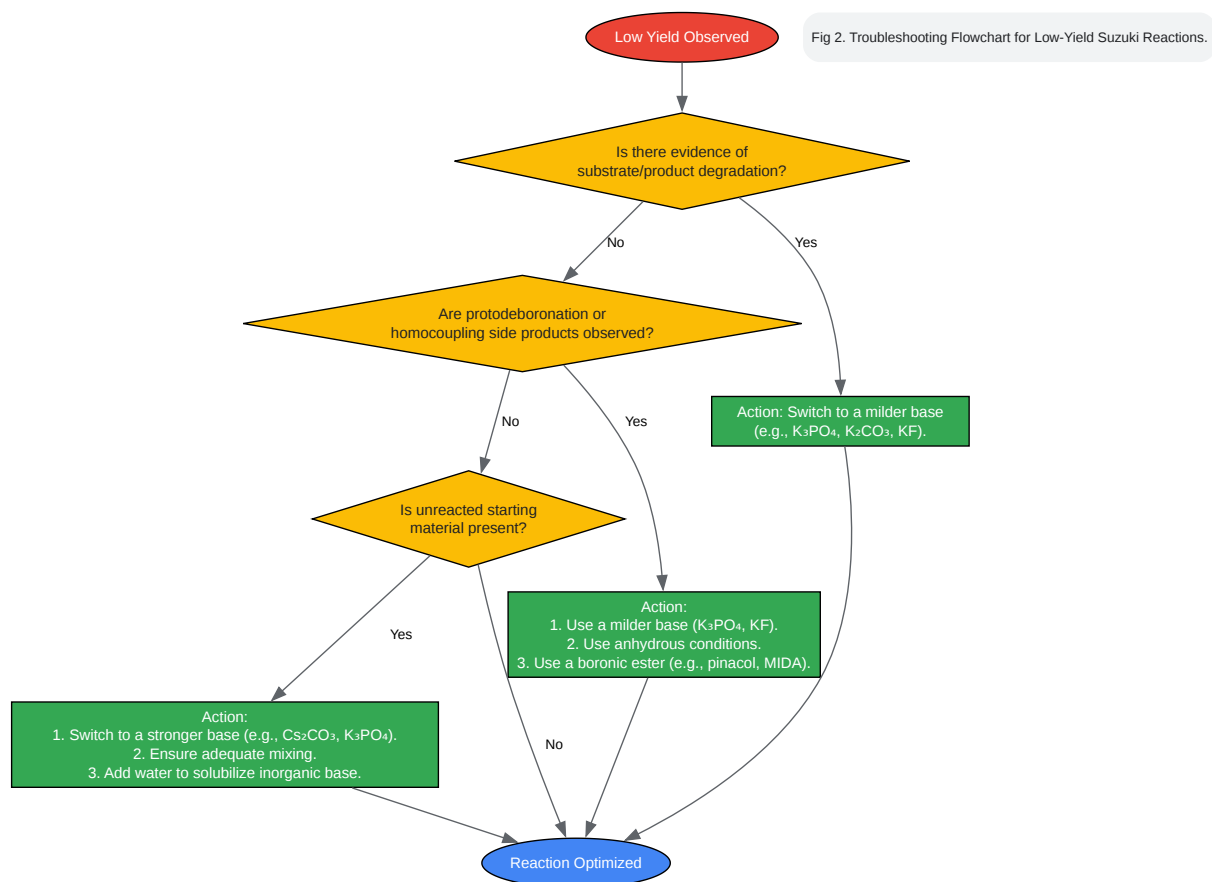 Low Yield Observed
Fig 2. Troubleshooting Flowchart for Low-Yield Suzuki Reactions.
Is there evidence of
substrate/product degradation?
No
Yes
Are protodeboronation or
homocoupling side products observed?
Action: Switch to a milder base
(e.g., K₃PO₄, K₂CO₃, KF).
No
Yes
Is unreacted starting
material present?
Action:
1. Use a milder base (K₃PO₄, KF).
2. Use anhydrous conditions.
3. Use a boronic ester (e.g., pinacol, MIDA).
Yes
Action:
1. Switch to a stronger base (e.g., Cs₂CO₃, K₃PO₄).
2. Ensure adequate mixing.
3. Add water to solubilize inorganic base.
No
Reaction Optimized